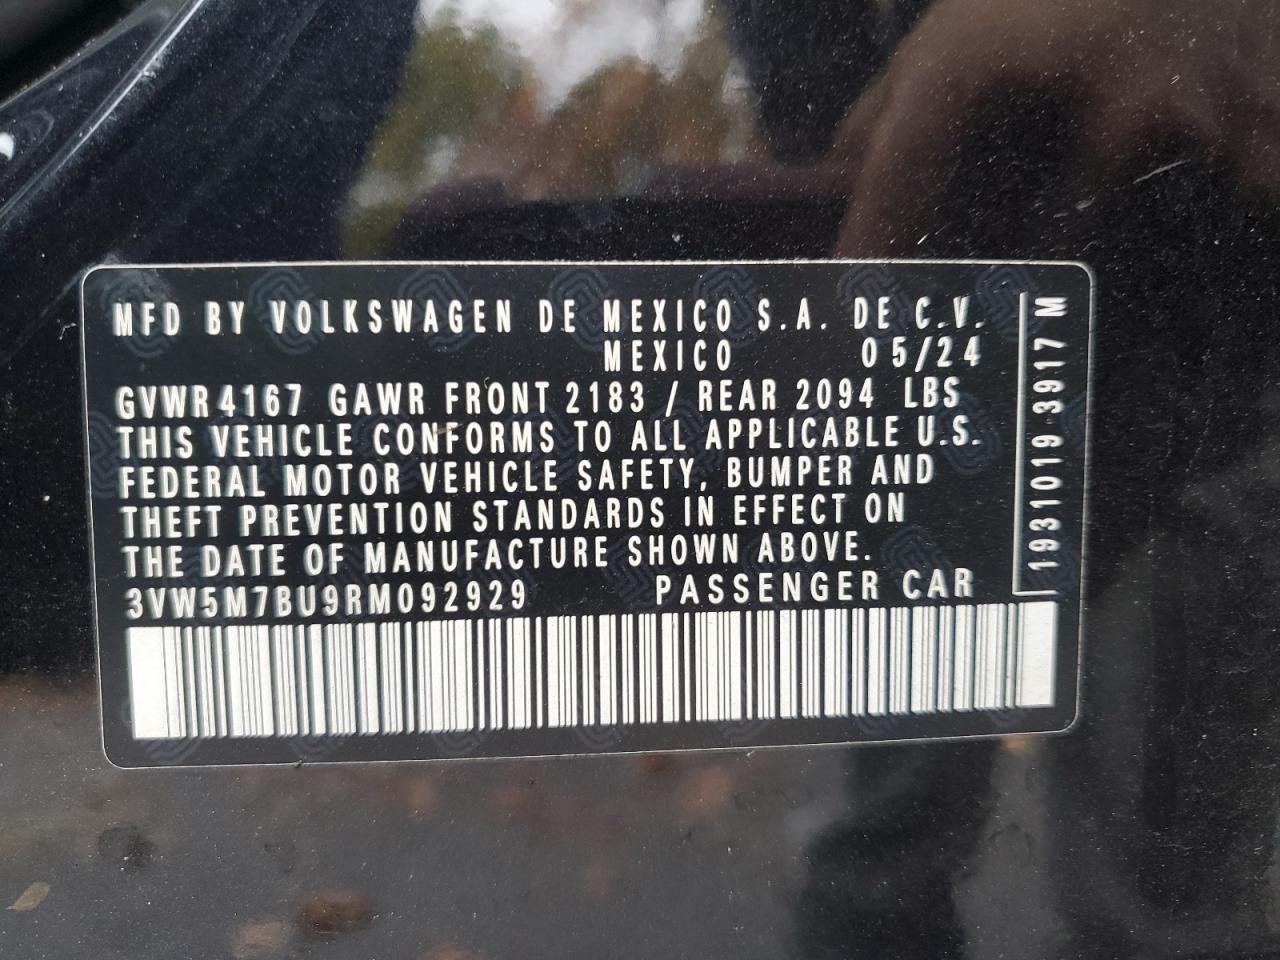 MFD BY VOLKSWAGEN DE MEXICO S.A. DE C.V.
MEXICO 05/24
GVWR 4167 GAWR FRONT 2183 / REAR 2094 LBS
THIS VEHICLE CONFORMS TO ALL APPLICABLE U.S.
FEDERAL MOTOR VEHICLE SAFETY, BUMPER AND
THEFT PREVENTION STANDARDS IN EFFECT ON
THE DATE OF MANUFACTURE SHOWN ABOVE.
3VW5M7BU9RM092929 PASSENGER CAR
1931019 3917 M